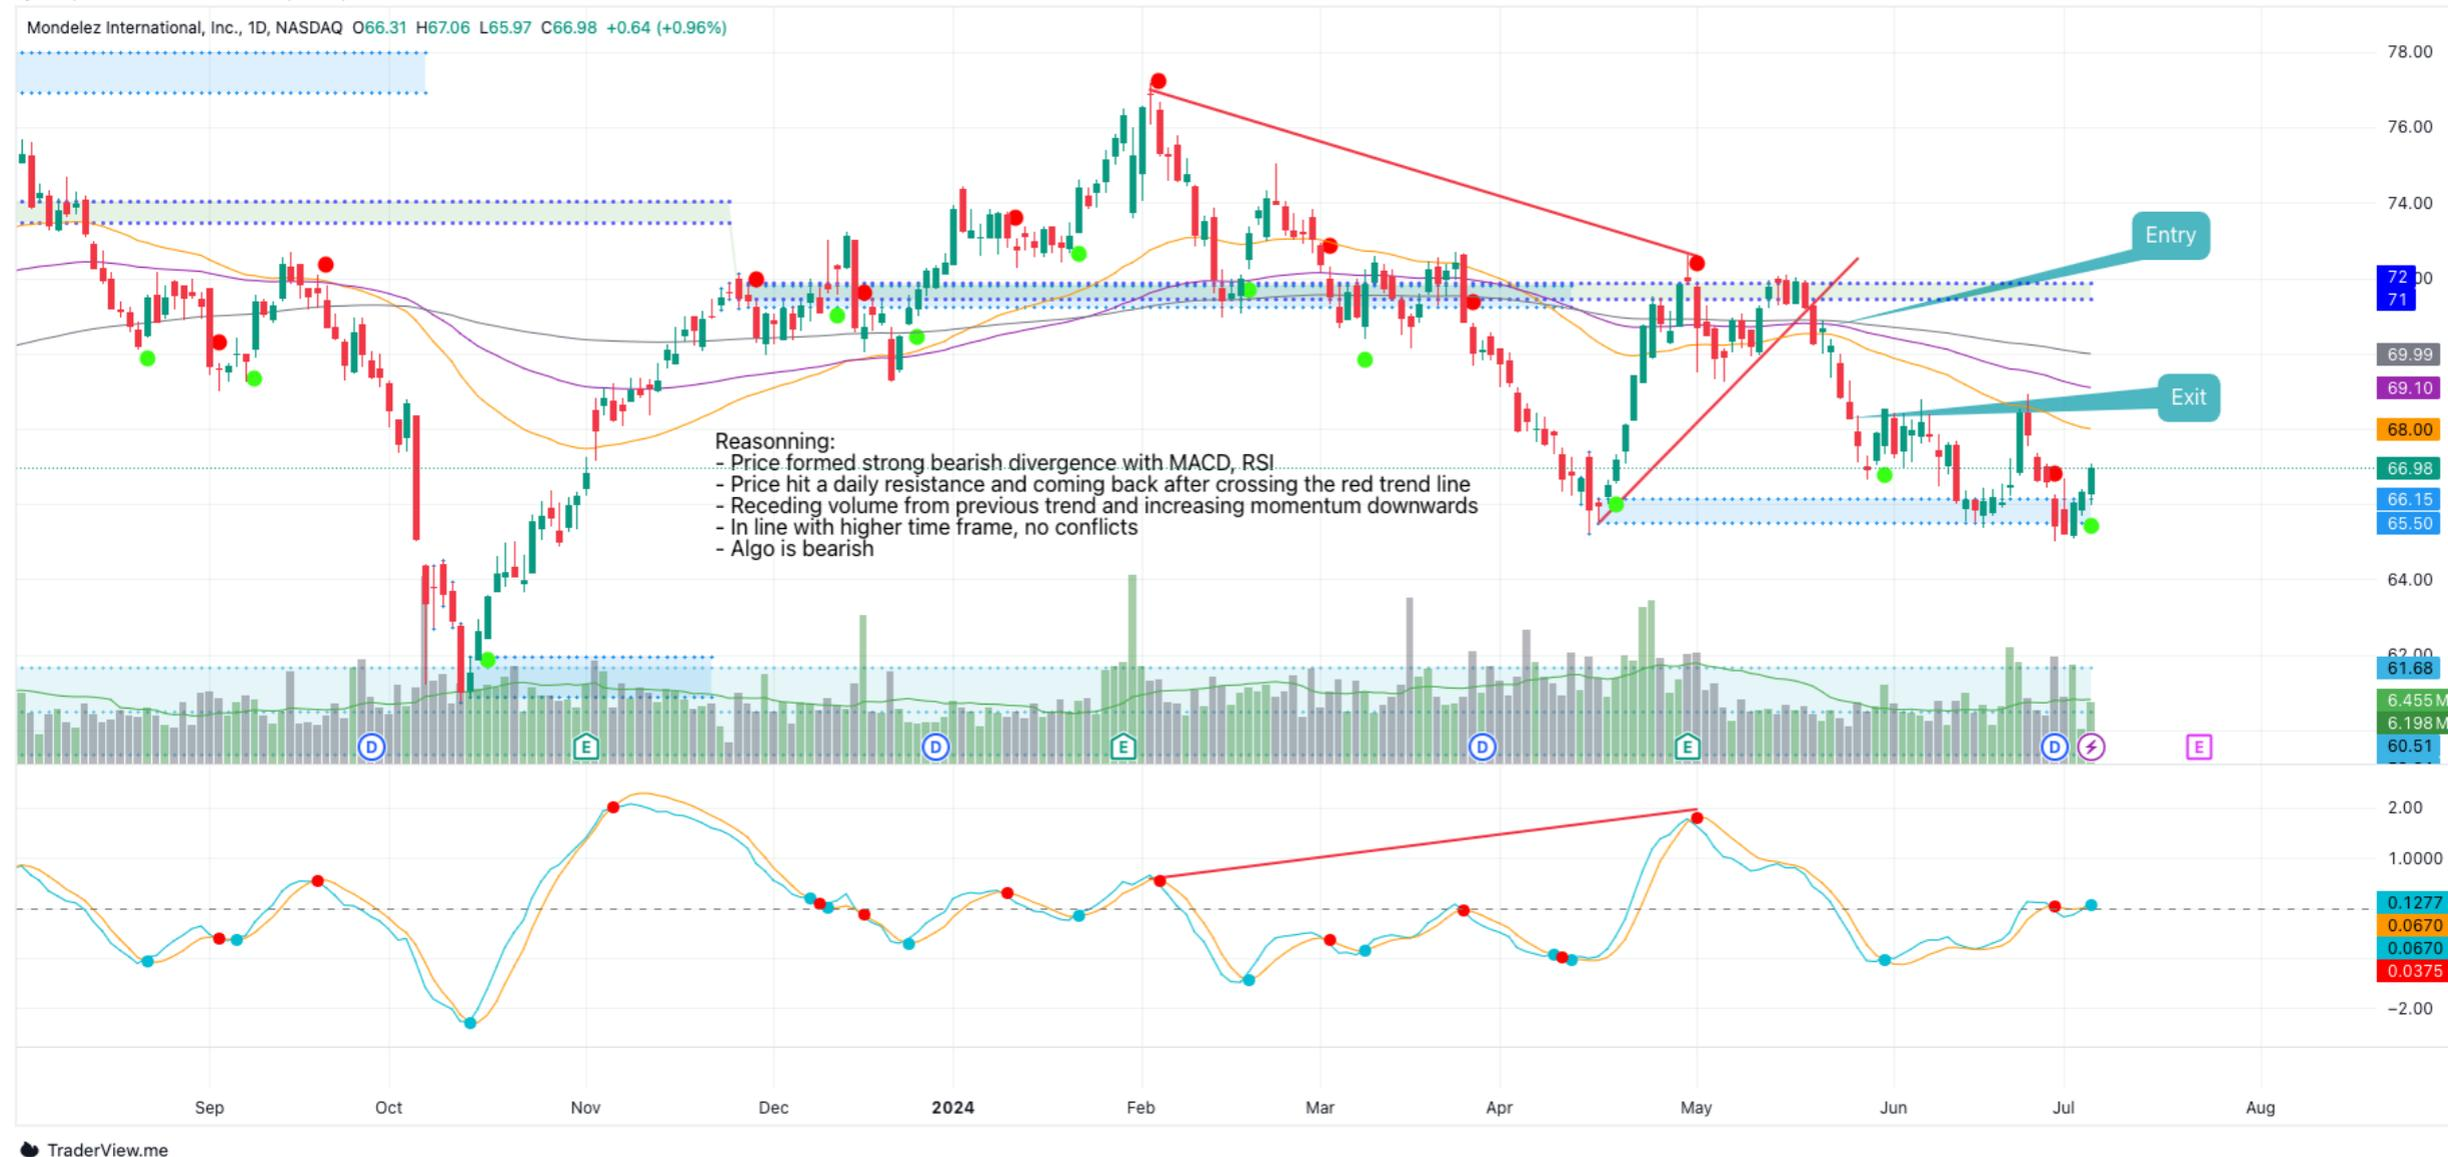 Mondelez International, Inc., 1D, NASDAQ O66.31 H67.06 L65.97 C66.98 +0.64 (+0.96%)
78.00
76.00
74.00
Entry
72
00
71
69.99
69.10
Exit
68.00
Reasonning:
- Price formed strong bearish divergence with MACD, RSI
- Price hit a daily resistance and coming back after crossing the red trend line
- Receding volume from previous trend and increasing momentum downwards
- In line with higher time frame, no conflicts
- Algo is bearish
66.98
66.15
65.50
64.00
62.00
61.68
6.455 M
6.198 M
D E D E D E D E
60.51
2.00
1.0000
0.1277
0.0670
0.0670
0.0375
−2.00
Sep Oct Nov Dec 2024 Feb Mar Apr May Jun Jul Aug
TraderView.me